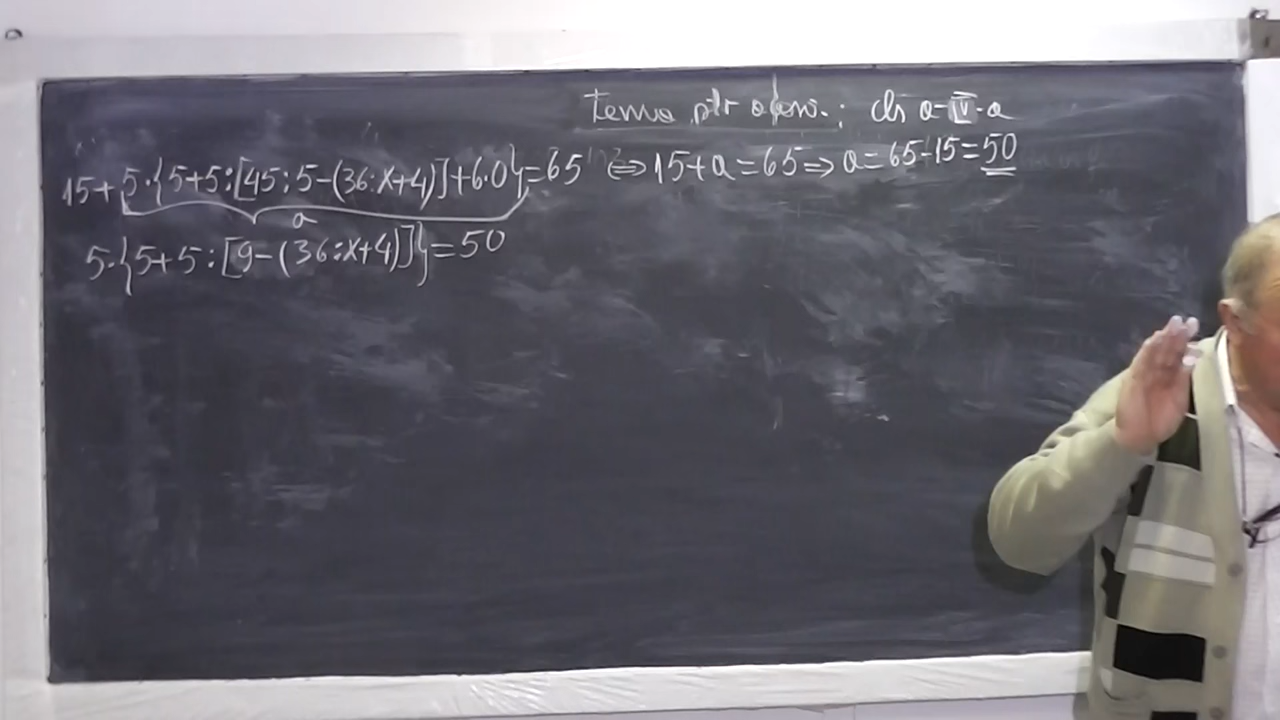 tema ptr : cls a-IV-a
15+5·{5+5:[45:5-(36:x+4)]+6·0}=65 ⇔ 15+a=65 ⇒ a=65-15=50
a
5·{5+5:[9-(36:x+4)]}=50